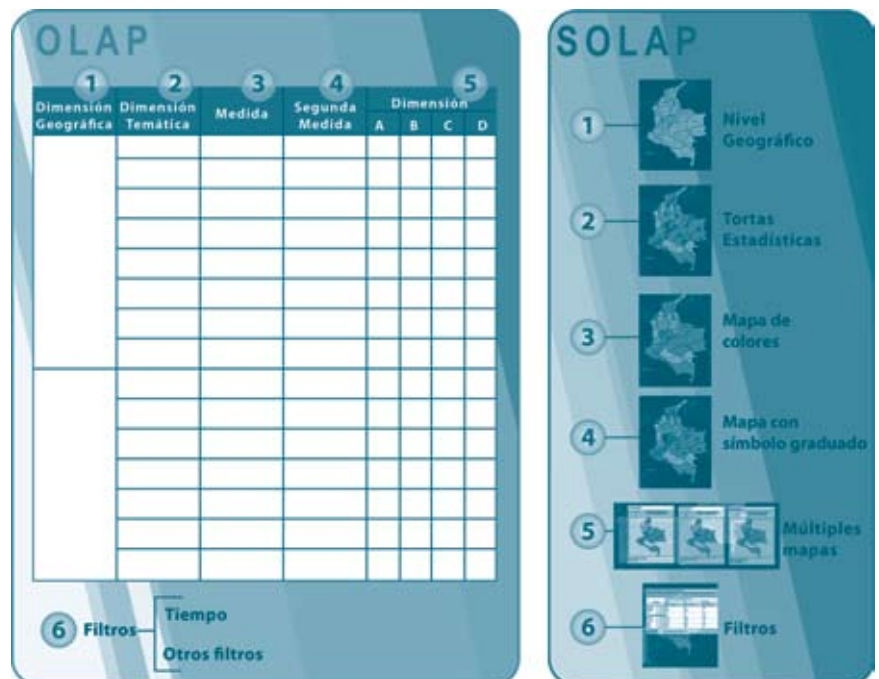 OLAP
1 2 3 4 5
Dimensión Geográfica
Dimensión Temática
Medida
Segunda Medida
Dimensión
A B C D
6 Filtros
Tiempo
Otros filtros
SOLAP
1 Nivel
Geográfico
2 Tortas
Estadísticas
3 Mapa de
colores
4 Mapa con
símbolo graduado
5 Múltiples
mapas
6 Filtros